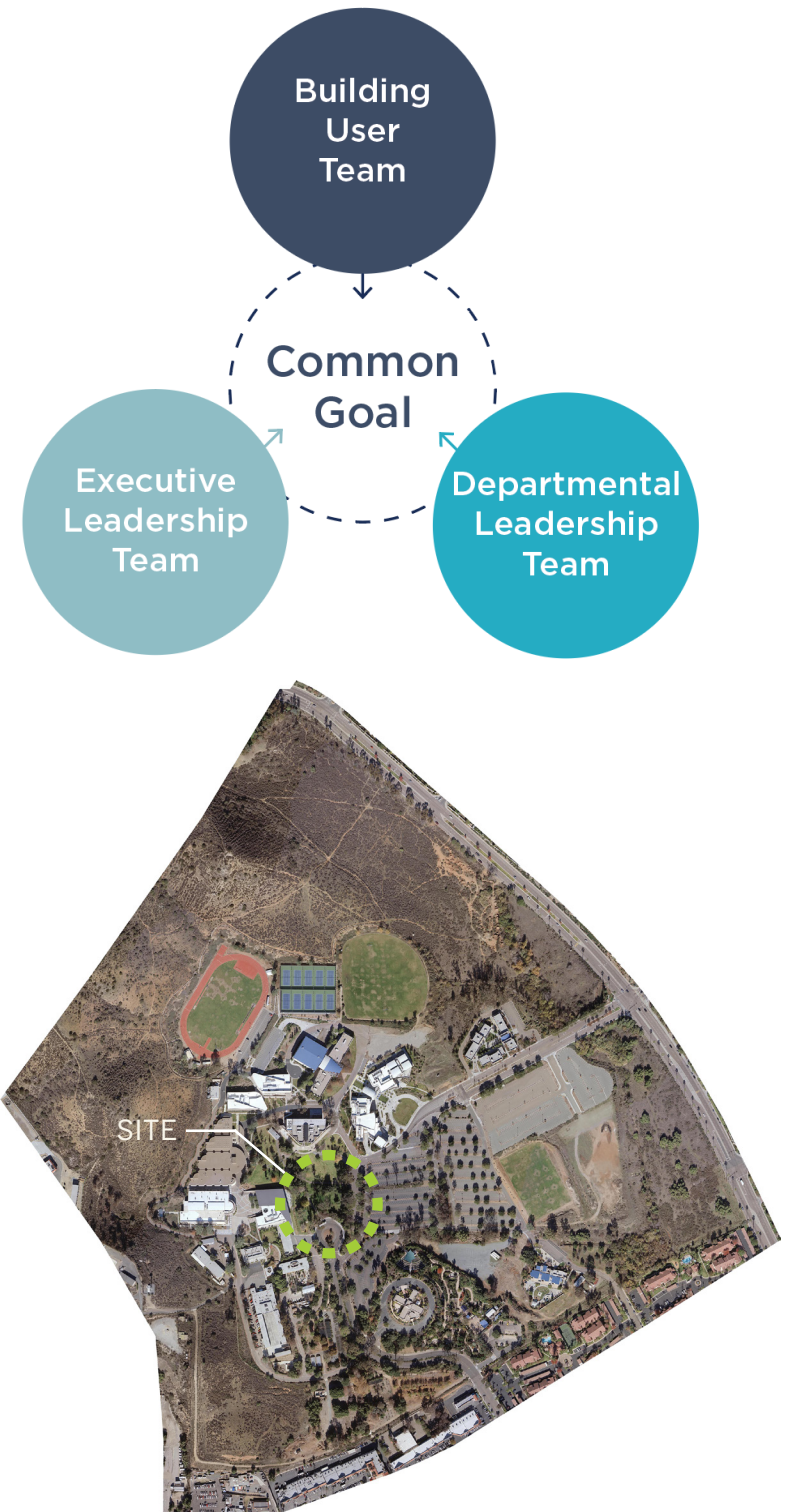 Building
User
Team
Common
Goal
Executive
Leadership
Team
Departmental
Leadership
Team
SITE